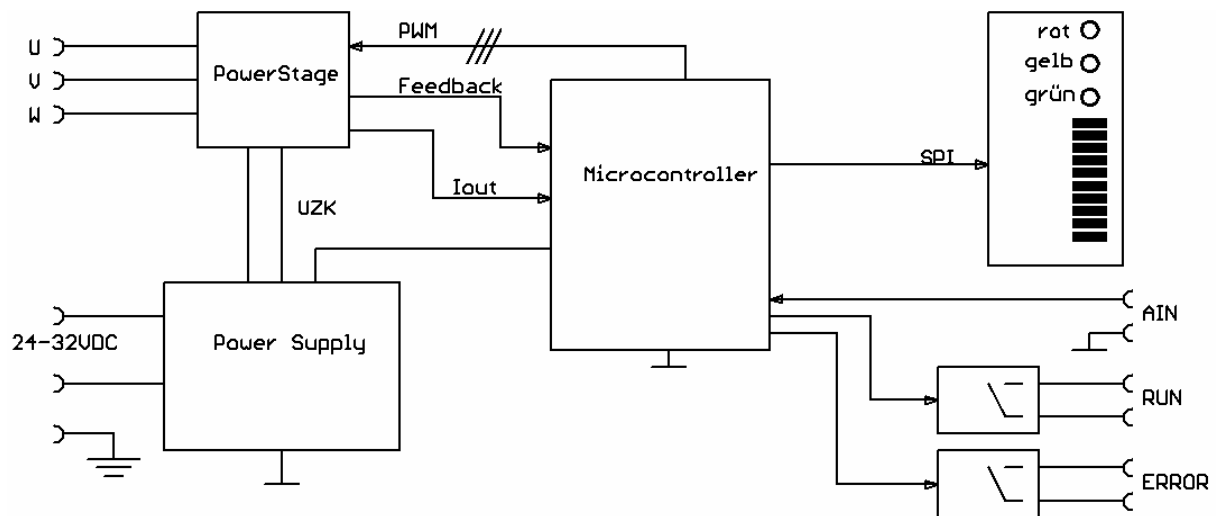 PWM
rot
U
gelb
PowerStage
V
Feedback
grün
W
SPI
Microcontroller
Iout
UZK
AIN
24-32VDC
Power Supply
RUN
ERROR